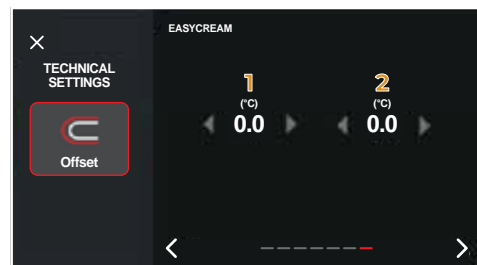 EASYCREAM
TECHNICAL
SETTINGS
Offset
1
(°C)
0.0
2
(°C)
0.0